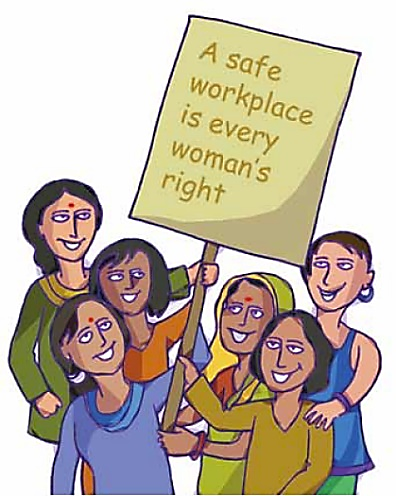 A safe
workplace
is every
woman's
right